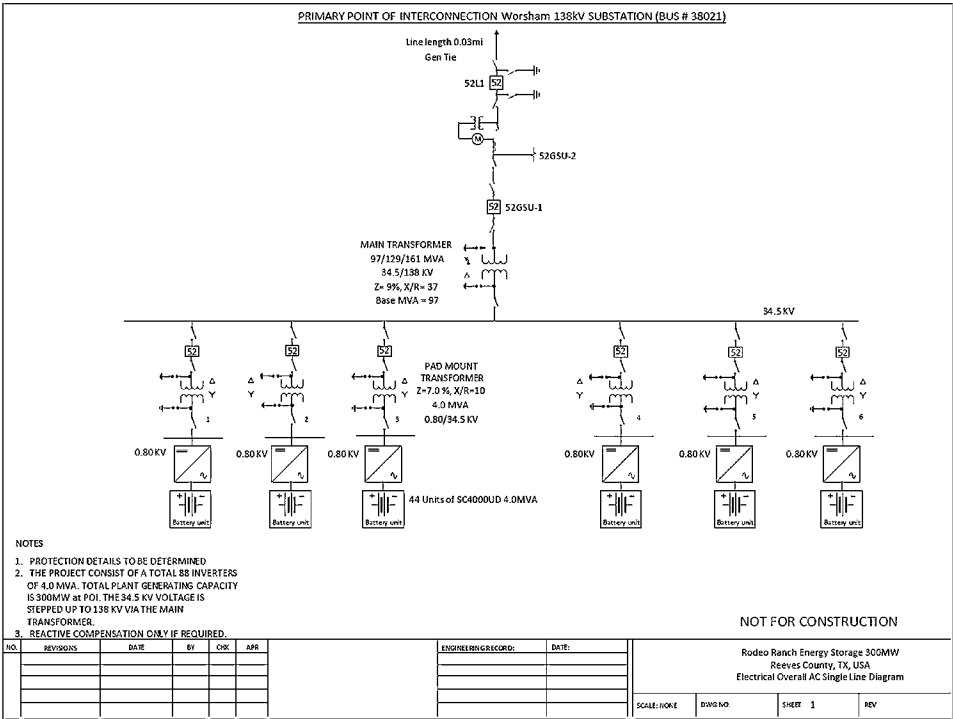 PRIMARY POINT OF INTERCONNECTION Worsham 138kV SUBSTATION (BUS # 38021)
Line length 0.03mi
Gen Tie
52L1
52
M
52GSU-2
52
52GSU-1
MAIN TRANSFORMER
97/129/161 MVA
34.5/138 KV
Z= 9%, X/R= 37
Base MVA = 97
34.5 KV
52
52
52
52
52
52
PAD MOUNT
TRANSFORMER
Z=7.0 %, X/R=10
4.0 MVA
0.80/34.5 KV
1
2
3
4
5
6
0.80 KV
0.80 KV
0.80 KV
0.80 KV
0.80 KV
0.80 KV
44 Units of SC4000UD 4.0MVA
Battery unit
Battery unit
Battery unit
Battery unit
Battery unit
Battery unit
NOTES
1. PROTECTION DETAILS TO BE DETERMINED
2. THE PROJECT CONSIST OF A TOTAL 88 INVERTERS
OF 4.0 MVA. TOTAL PLANT GENERATING CAPACITY
IS 300MW at POI. THE 34.5 KV VOLTAGE IS
STEPPED UP TO 138 KV VIA THE MAIN
TRANSFORMER.
3. REACTIVE COMPENSATION ONLY IF REQUIRED.
NOT FOR CONSTRUCTION
NO. REVISIONS DATE BY CHK APR
ENGINEERING RECORD: DATE:
Rodeo Ranch Energy Storage 300MW
Reeves County, TX, USA
Electrical Overall AC Single Line Diagram
SCALE: NONE DWG NO. SHEET 1 REV